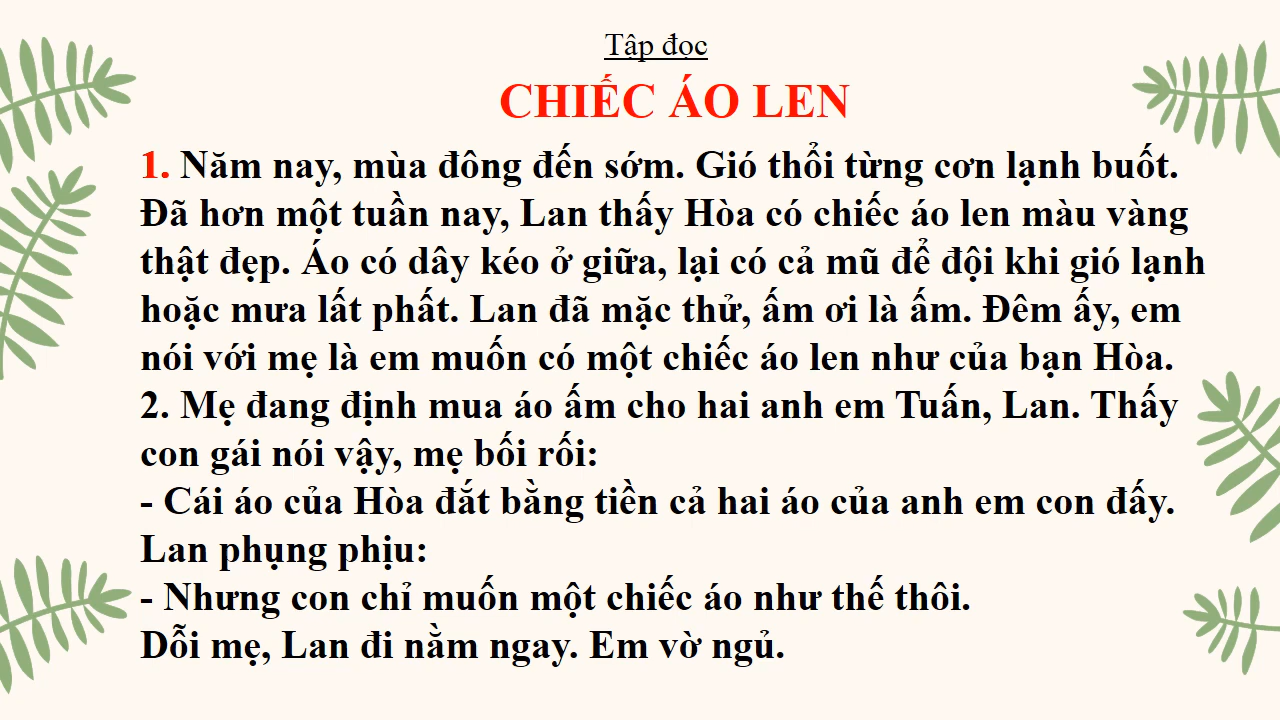 Tập đọc
CHIẾC ÁO LEN
1. Năm nay, mùa đông đến sớm. Gió thổi từng cơn lạnh buốt.
Đã hơn một tuần nay, Lan thấy Hòa có chiếc áo len màu vàng
thật đẹp. Áo có dây kéo ở giữa, lại có cả mũ để đội khi gió lạnh
hoặc mưa lất phất. Lan đã mặc thử, ấm ơi là ấm. Đêm ấy, em
nói với mẹ là em muốn có một chiếc áo len như của bạn Hòa.
2. Mẹ đang định mua áo ấm cho hai anh em Tuấn, Lan. Thấy
con gái nói vậy, mẹ bối rối:
- Cái áo của Hòa đắt bằng tiền cả hai áo của anh em con đấy.
Lan phụng phịu:
- Nhưng con chỉ muốn một chiếc áo như thế thôi.
Dỗi mẹ, Lan đi nằm ngay. Em vờ ngủ.